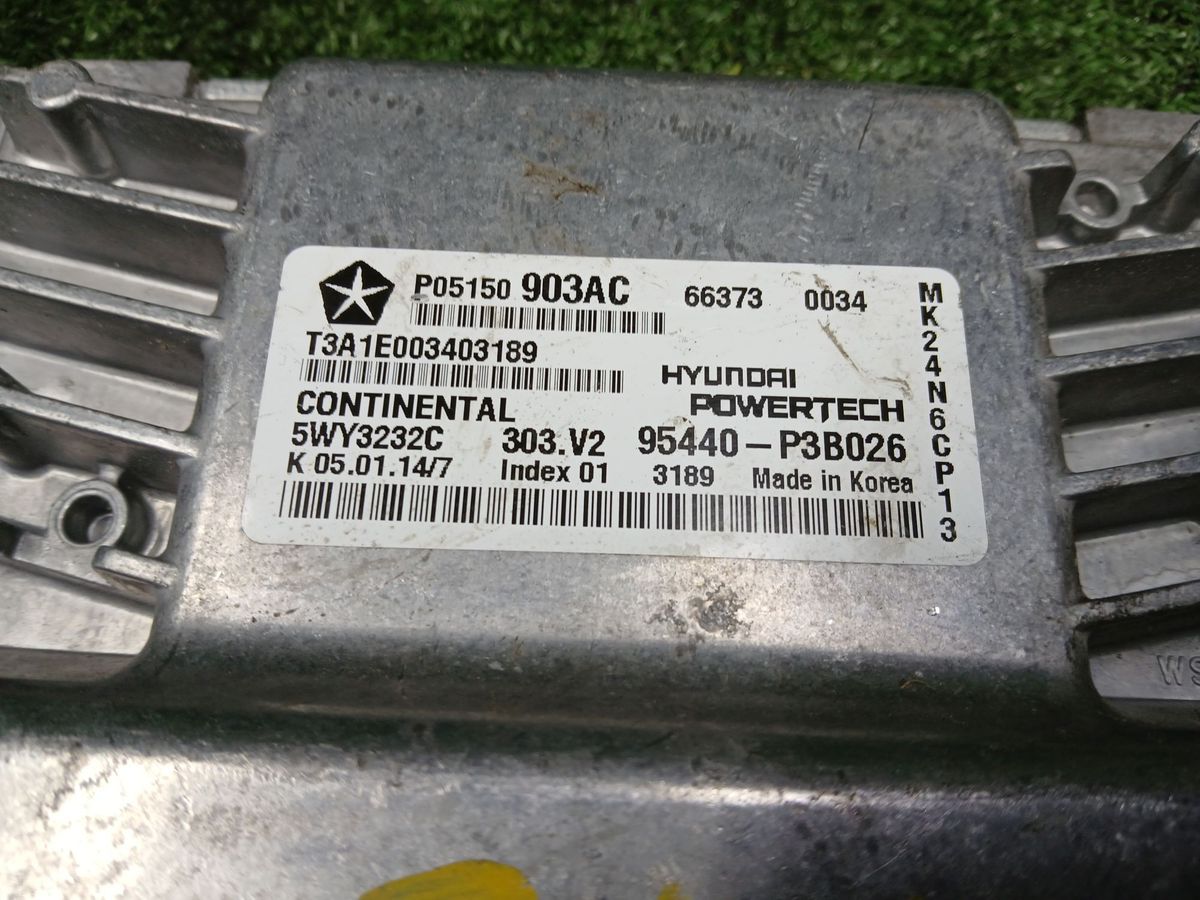 P05150 903AC 66373 0034
T3A1E003403189
HYUNDAI
CONTINENTAL POWERTECH
5WY3232C 303.V2 95440-P3B026
K 05.01.14/7 Index 01 3189 Made in Korea
MK24N6CP13
WS